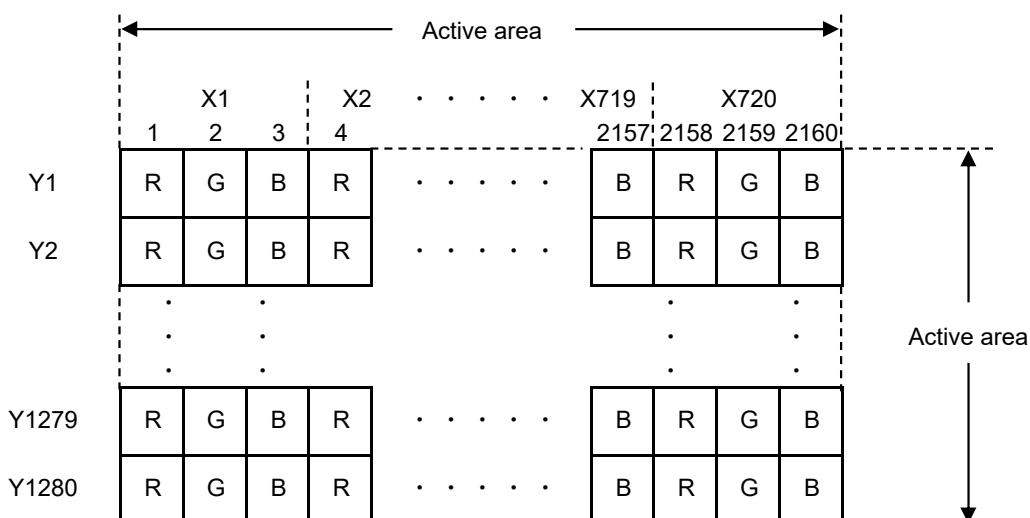 Active area
X1 X2 · · · · · X719 X720
1 2 3 4 2157 2158 2159 2160
Y1 R G B R · · · · · B R G B
Y2 R G B R · · · · · B R G B
Active area
Y1279 R G B R · · · · · B R G B
Y1280 R G B R · · · · · B R G B